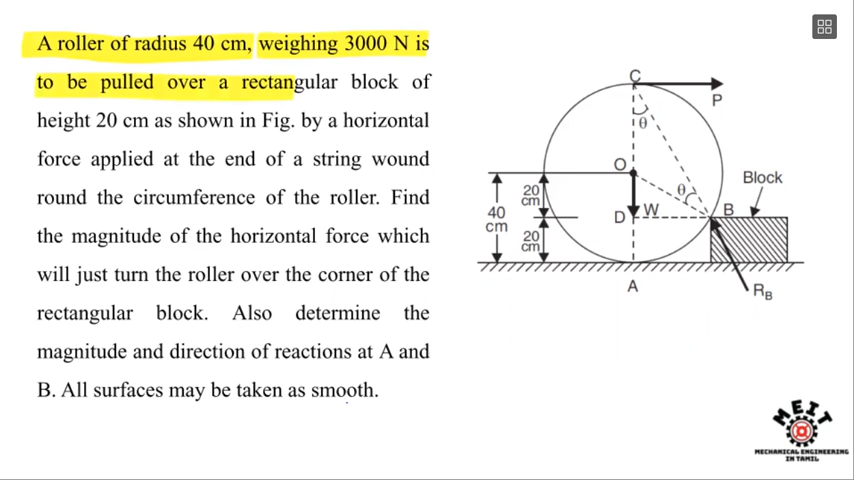 A roller of radius 40 cm, weighing 3000 N is
to be pulled over a rectangular block of
height 20 cm as shown in Fig. by a horizontal
force applied at the end of a string wound
round the circumference of the roller. Find
the magnitude of the horizontal force which
will just turn the roller over the corner of the
rectangular block. Also determine the
magnitude and direction of reactions at A and
B. All surfaces may be taken as smooth.
C
P
θ
O
Block
20
cm
θ
40
cm
D
W
B
20
cm
A
R_B
MEIT
MECHANICAL ENGINEERING
IN TAMIL